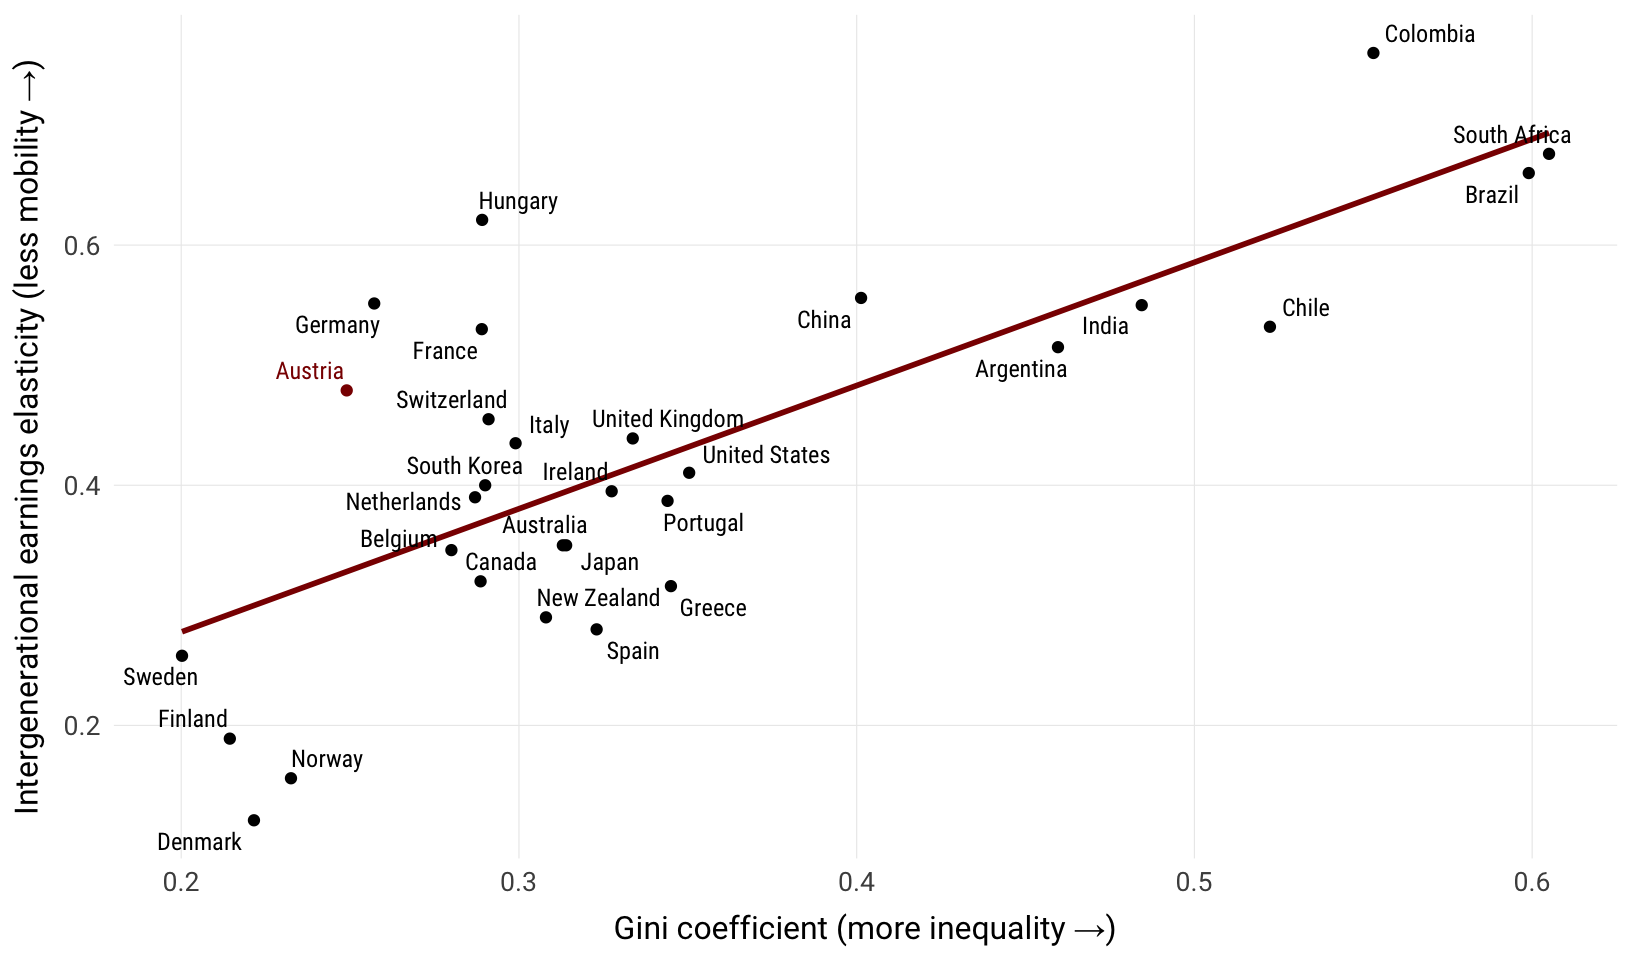 Colombia
South Africa
Brazil
Hungary
Germany
France
Austria
China
India
Chile
Argentina
Switzerland
Italy
United Kingdom
South Korea
Ireland
United States
Netherlands
Portugal
Australia
Belgium
Canada
Japan
New Zealand
Greece
Spain
Sweden
Finland
Norway
Denmark
0.6
0.4
0.2
0.2
0.3
0.4
0.5
0.6
Intergenerational earnings elasticity (less mobility →)
Gini coefficient (more inequality →)